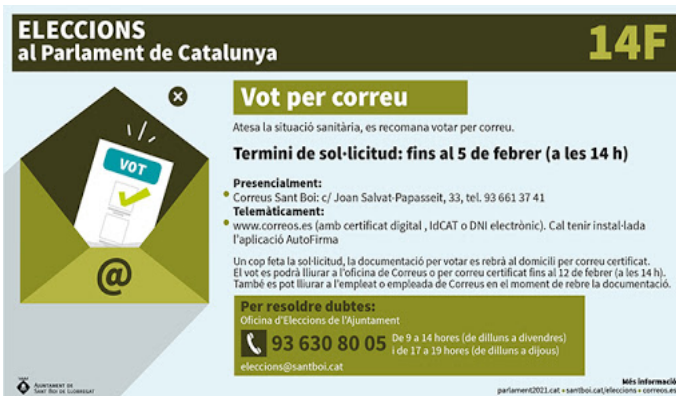 ELECCIONS
al Parlament de Catalunya
14F
VOT
@
Vot per correu
Atesa la situació sanitària, es recomana votar per correu.
Termini de sol·licitud: fins al 5 de febrer (a les 14 h)
Presencialment:
• Correus Sant Boi: c/ Joan Salvat-Papasseit, 33, tel. 93 661 37 41
Telemàticament:
• www.correos.es (amb certificat digital , IdCAT o DNI electrònic). Cal tenir instal·lada
l'aplicació AutoFirma
Un cop feta la sol·licitud, la documentació per votar es rebrà al domicili per correu certificat.
El vot es podrà lliurar a l'oficina de Correus o per correu certificat fins al 12 de febrer (a les 14 h).
També es pot lliurar a l'empleat o empleada de Correus en el moment de rebre la documentació.
Per resoldre dubtes:
Oficina d'Eleccions de l'Ajuntament
93 630 80 05
De 9 a 14 hores (de dilluns a divendres)
i de 17 a 19 hores (de dilluns a dijous)
eleccions@santboi.cat
Ajuntament de
Sant Boi de Llobregat
Més informació
parlament2021.cat • santboi.cat/eleccions • correos.es